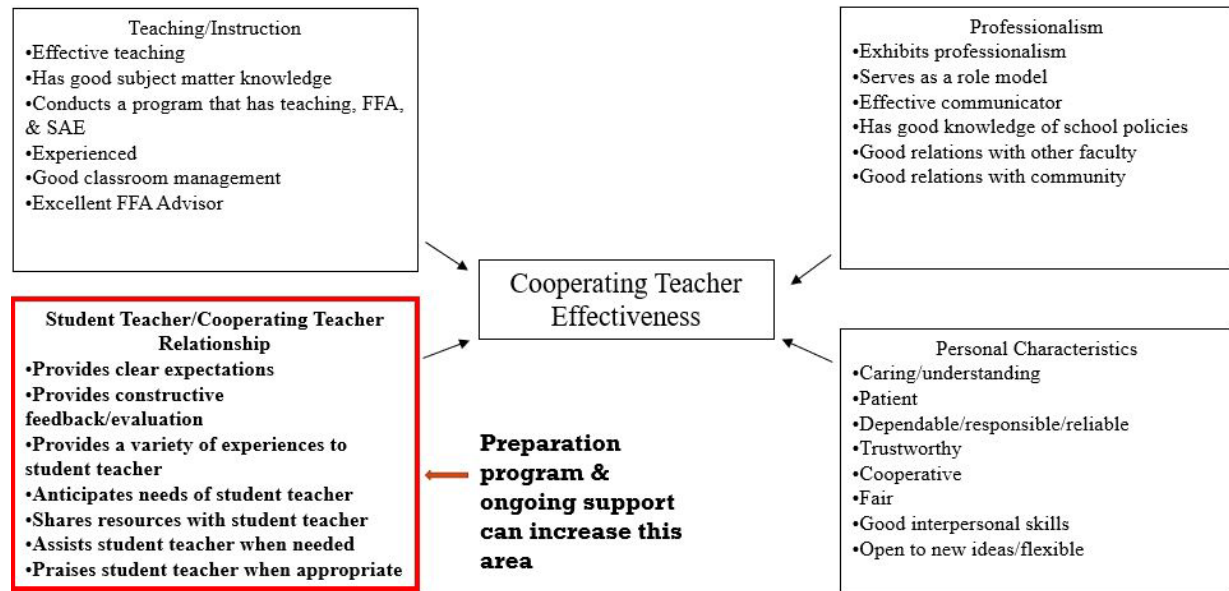 Teaching/Instruction
•Effective teaching
•Has good subject matter knowledge
•Conducts a program that has teaching, FFA,
& SAE
•Experienced
•Good classroom management
•Excellent FFA Advisor
Professionalism
•Exhibits professionalism
•Serves as a role model
•Effective communicator
•Has good knowledge of school policies
•Good relations with other faculty
•Good relations with community
Cooperating Teacher
Effectiveness
Student Teacher/Cooperating Teacher
Relationship
•Provides clear expectations
•Provides constructive
feedback/evaluation
•Provides a variety of experiences to
student teacher
•Anticipates needs of student teacher
•Shares resources with student teacher
•Assists student teacher when needed
•Praises student teacher when appropriate
Preparation
program &
ongoing support
can increase this
area
Personal Characteristics
•Caring/understanding
•Patient
•Dependable/responsible/reliable
•Trustworthy
•Cooperative
•Fair
•Good interpersonal skills
•Open to new ideas/flexible